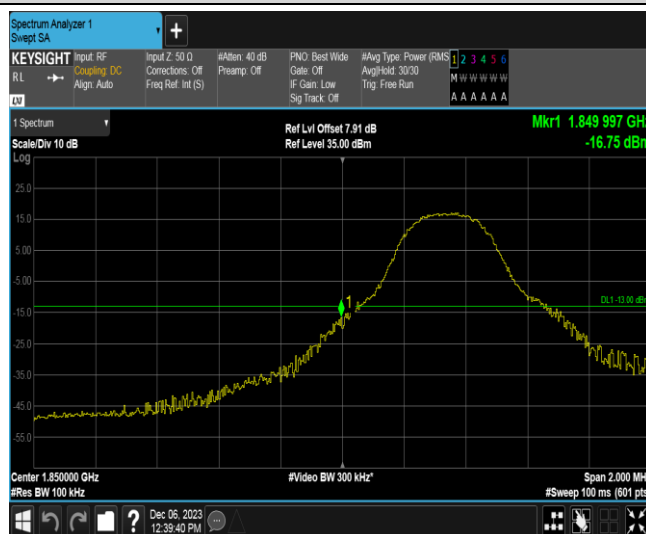 Spectrum Analyzer 1
Swept SA
KEYSIGHT
RL
LXI
Input: RF
Coupling: DC
Align: Auto
Input Z: 50 Ω
Corrections: Off
Freq Ref: Int (S)
#Atten: 40 dB
Preamp: Off
PNO: Best Wide
Gate: Off
IF Gain: Low
Sig Track: Off
#Avg Type: Power (RMS
Avg|Hold: 30/30
Trig: Free Run
1 2 3 4 5 6
M W W W W W
A A A A A A
1 Spectrum
Scale/Div 10 dB
Log
Ref Lvl Offset 7.91 dB
Ref Level 35.00 dBm
Mkr1 1.849 997 GHz
-16.75 dBm
25.0
15.0
5.00
-5.00
-15.0
-25.0
-35.0
-45.0
-55.0
1
DL1 -13.00 dBm
Center 1.850000 GHz
#Res BW 100 kHz
#Video BW 300 kHz*
Span 2.000 MH
#Sweep 100 ms (601 pts
?
Dec 06, 2023
12:39:40 PM